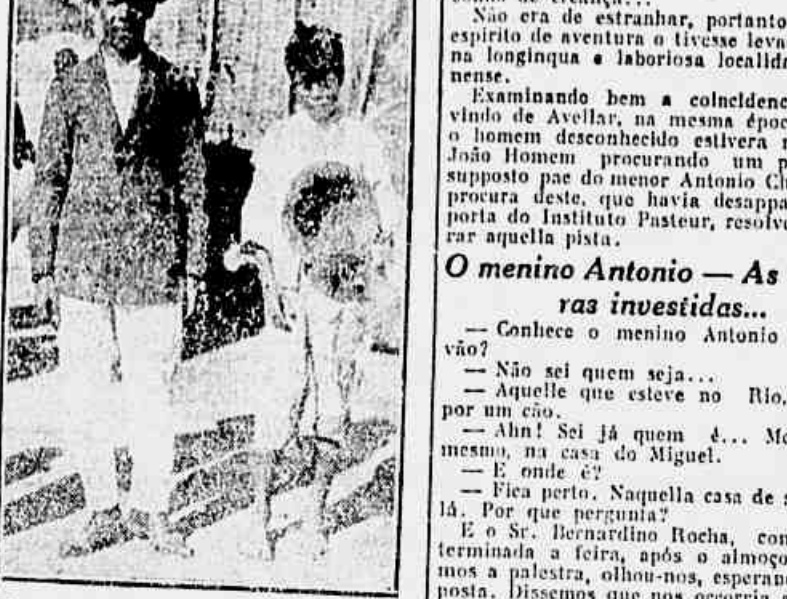 Não era de estranhar, portanto
espirito de aventura o tivesse leva
na longinqua e laboriosa localida
nense.
Examinando bem a coincidenc
vindo de Avellar, na mesma époc
o homem desconhecido estivera n
João Homem procurando um p
supposto pae do menor Antonio Cl
procura deste, que havia desappa
porta do Instituto Pasteur, resolve
rar aquella pista.
O menino Antonio — As
ras investidas...
— Conhece o menino Antonio
vão?
— Não sei quem seja...
— Aquelle que esteve no Rio,
por um cão.
— Ahn! Sei já quem é... Mo
mesmo, na casa do Miguel.
— E onde é?
— Fica perto. Naquella casa de s
lá. Por que pergunta?
E o Sr. Bernardino Rocha, con
terminada a feira, após o almoço
mos a palestra, olhou-nos, esperan
posta. Dissemos que nos occorria